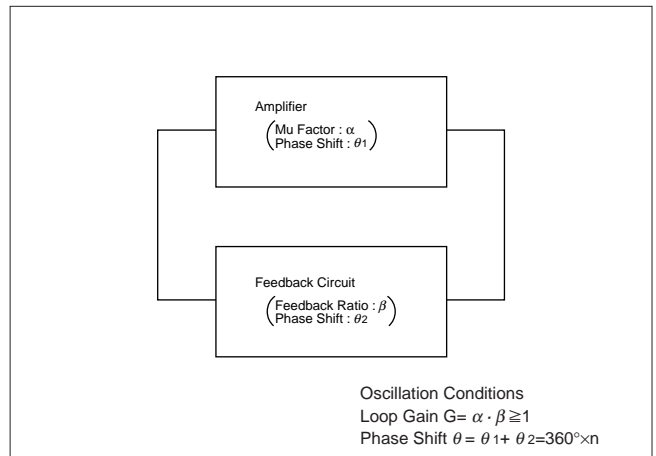 Amplifier
Mu Factor : α
Phase Shift : θ1
Feedback Circuit
Feedback Ratio : β
Phase Shift : θ2
Oscillation Conditions
Loop Gain G= α · β ≧1
Phase Shift θ = θ1+ θ2=360°×n